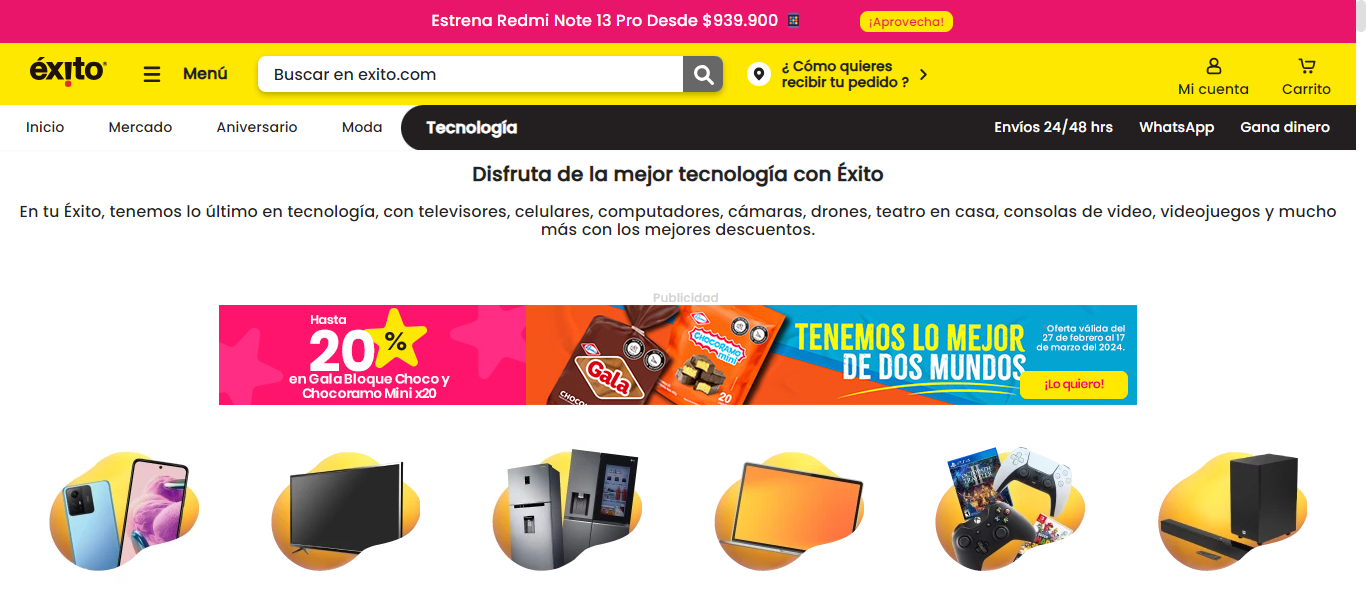 Estrena Redmi Note 13 Pro Desde $939.900
¡Aprovecha!
éxito
Menú
Buscar en exito.com
¿ Cómo quieres
recibir tu pedido ?
Mi cuenta
Carrito
Inicio
Mercado
Aniversario
Moda
Tecnología
Envíos 24/48 hrs
WhatsApp
Gana dinero
Disfruta de la mejor tecnología con Éxito
En tu Éxito, tenemos lo último en tecnología, con televisores, celulares, computadores, cámaras, drones, teatro en casa, consolas de video, videojuegos y mucho
más con los mejores descuentos.
Publicidad
Hasta
20%
en Gala Bloque Choco y
Chocoramo Mini x20
Gala
CHOCORAMO
mini
20
TENEMOS LO MEJOR
DE DOS MUNDOS
Oferta válida del
27 de febrero al 17
de marzo del 2024.
¡Lo quiero!
OCTOPATH
TRAVELER